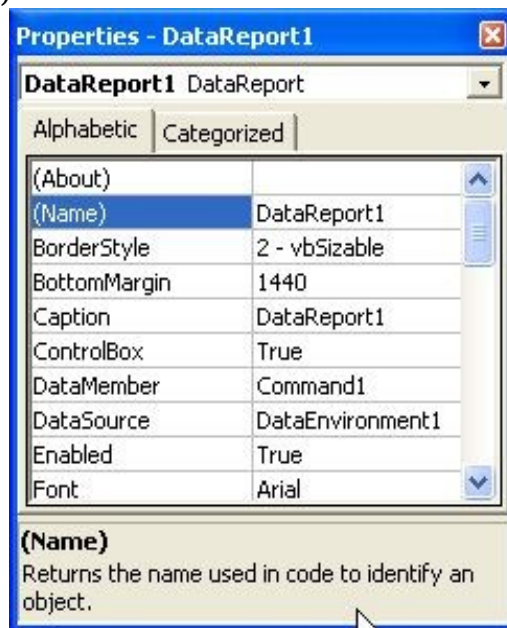 )
Properties - DataReport1
DataReport1 DataReport
Alphabetic Categorized
(About)
(Name) DataReport1
BorderStyle 2 - vbSizable
BottomMargin 1440
Caption DataReport1
ControlBox True
DataMember Command1
DataSource DataEnvironment1
Enabled True
Font Arial
(Name)
Returns the name used in code to identify an
object.